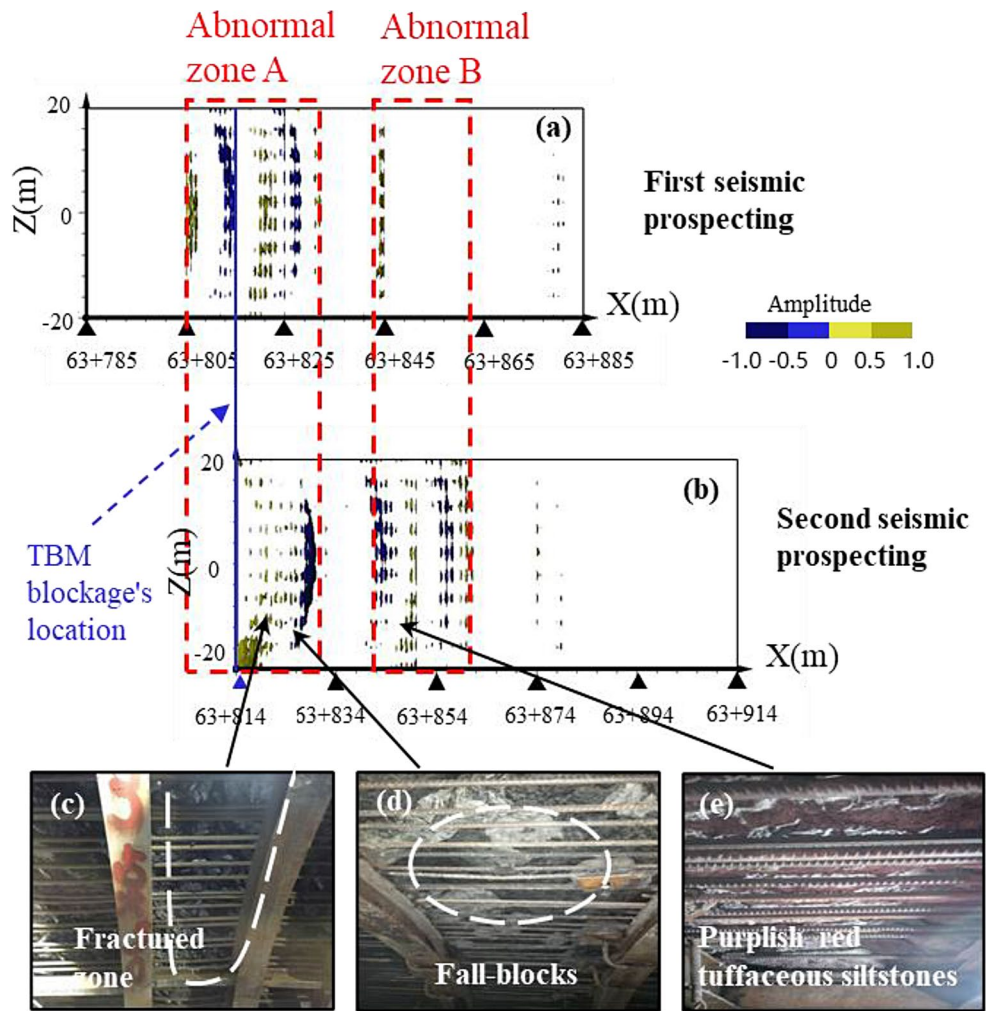 Abnormal
zone A
Abnormal
zone B
20
0
-20
Z(m)
(a)
First seismic
prospecting
X(m)
63+785
63+805
63+825
63+845
63+865
63+885
Amplitude
-1.0
-0.5
0
0.5
1.0
TBM
blockage's
location
20
0
-20
Z(m)
(b)
Second seismic
prospecting
X(m)
63+814
53+834
63+854
63+874
63+894
63+914
(c)
Fractured
zone
(d)
Fall-blocks
(e)
Purplish red
tuffaceous siltstones